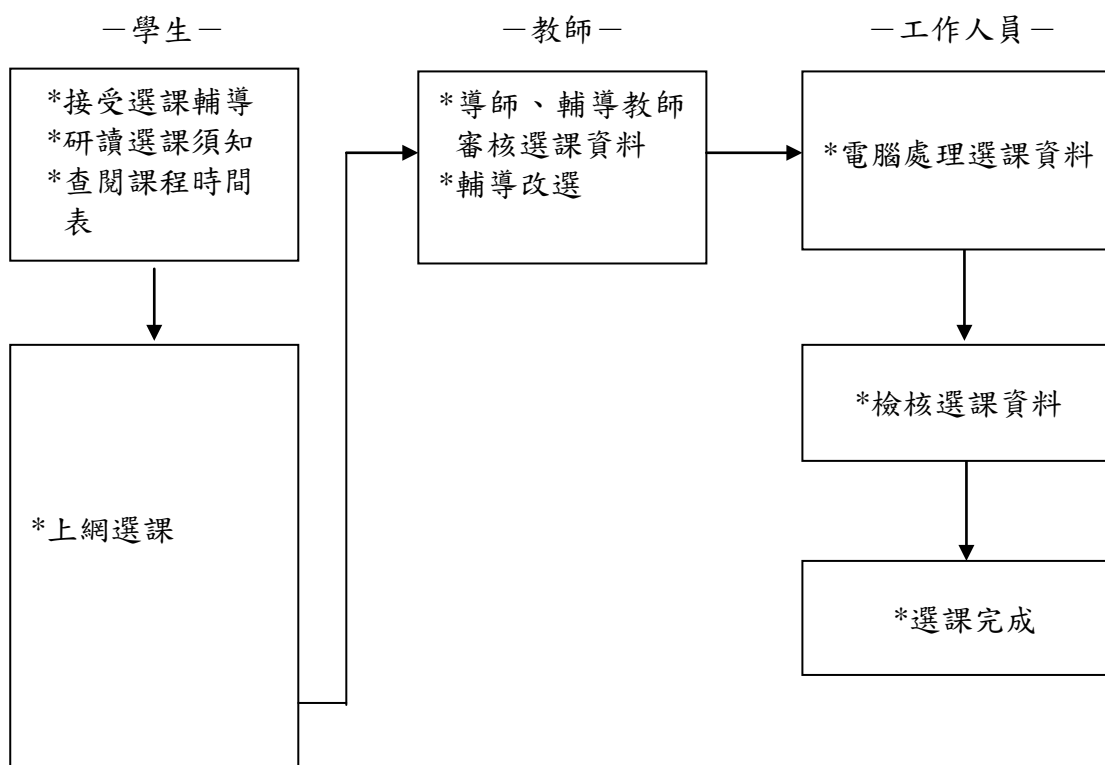 －學生－
*接受選課輔導
*研讀選課須知
*查閱課程時間
表
*上網選課
－教師－
*導師、輔導教師
審核選課資料
*輔導改選
－工作人員－
*電腦處理選課資料
*檢核選課資料
*選課完成